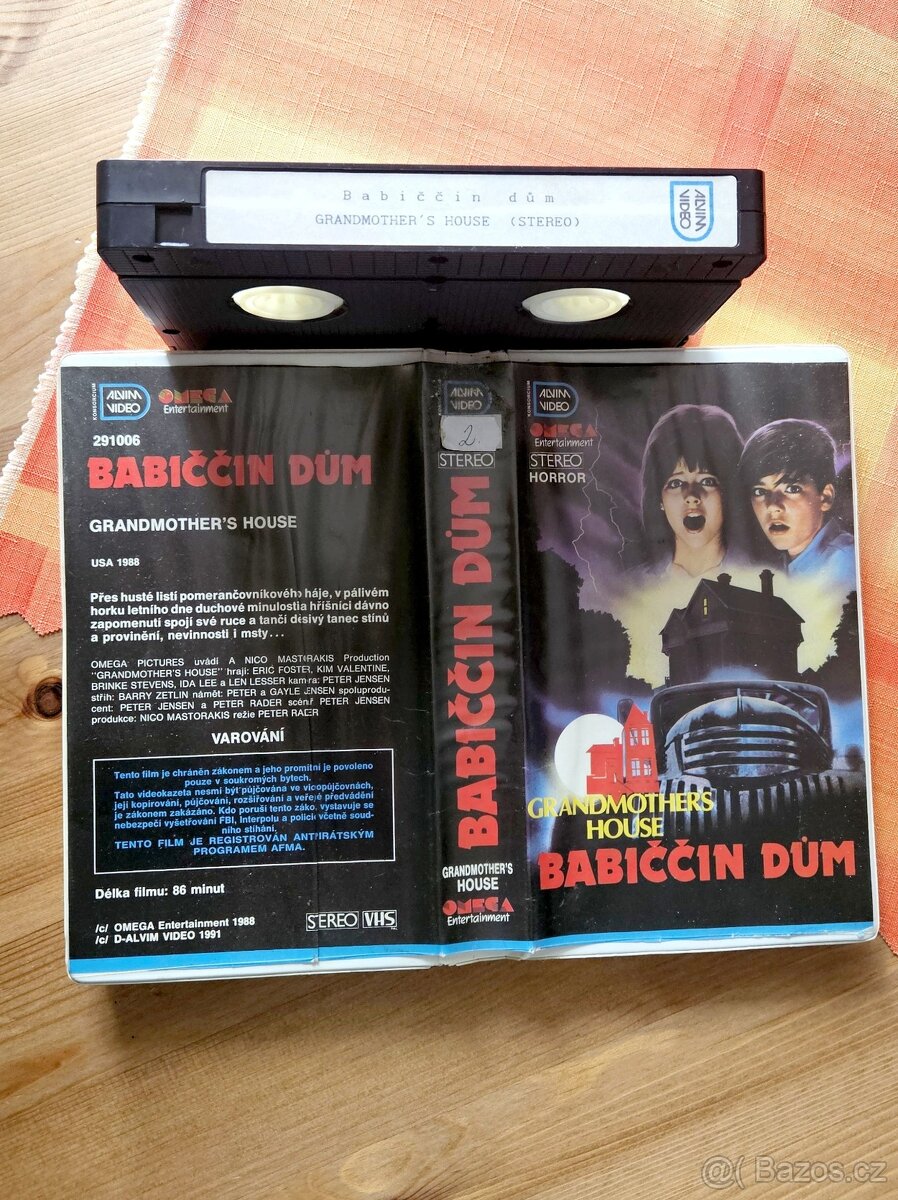 Babiččin dům
GRANDMOTHER'S HOUSE (STEREO)
ALVIM
VIDEO
KONSORCIUM
ALVIM
VIDEO
OMEGA
Entertainment
291006
BABIČČIN DŮM
GRANDMOTHER'S HOUSE
USA 1988
Přes husté listí pomerančovníkového háje, v pálivém
horku letního dne duchové minulosti a hříšníci dávno
zapomenutí spojí své ruce a tančí děsivý tanec stínů
a provinění, nevinnosti i msty...
OMEGA PICTURES uvádí A NICO MASTORAKIS Production
"GRANDMOTHER'S HOUSE" hrají: ERIC FOSTER, KIM VALENTINE,
BRINKE STEVENS, IDA LEE a LEN LESSER kamera: PETER JENSEN
střih: BARRY ZETLIN námět: PETER a GAYLE JENSEN spoluprodu-
cent: PETER JENSEN a PETER RADER scénř PETER JENSEN
produkce: NICO MASTORAKIS režie PETER RADER
VAROVÁNÍ
Tento film je chráněn zákonem a jeho promítní je povoleno
pouze v soukromých bytech.
Tato videokazeta nesmí být půjčována ve vicopůjčovnách,
její kopírování, půjčování, rozšiřování a veřejé předvádění
je zákonem zakázáno. Kdo poruší tento záko, vystavuje se
nebezpečí vyšetřování FBI, Interpolu a policie včetně soud-
ního stíhání.
TENTO FILM JE REGISTROVÁN ANTIPIRÁTSKÝM
PROGRAMEM AFMA.
Délka filmu: 86 minut
/c/ OMEGA Entertainment 1988
/c/ D-ALVIM VIDEO 1991
STEREO VHS
ALVIM
VIDEO
2.
STEREO
BABIČČIN DŮM
GRANDMOTHER'S
HOUSE
OMEGA
Entertainment
KONSORCIUM
ALVIM
VIDEO
OMEGA
Entertainment
STEREO
HORROR
GRANDMOTHER'S
HOUSE
BABIČČIN DŮM
@( Bazos.cz